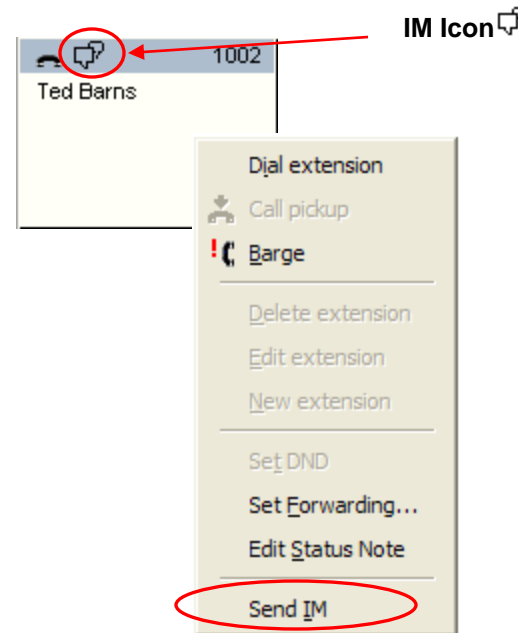 IM Icon
1002
Ted Barns
Dial extension
Call pickup
Barge
Delete extension
Edit extension
New extension
Set DND
Set Forwarding...
Edit Status Note
Send IM